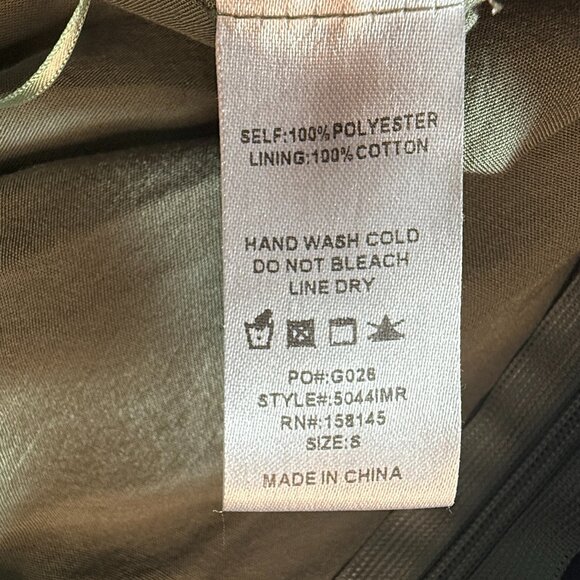 SELF:100%POLYESTER
LINING:100%COTTON
HAND WASH COLD
DO NOT BLEACH
LINE DRY
PO#:G026
STYLE#:5044IMR
RN#:158145
SIZE:S
MADE IN CHINA